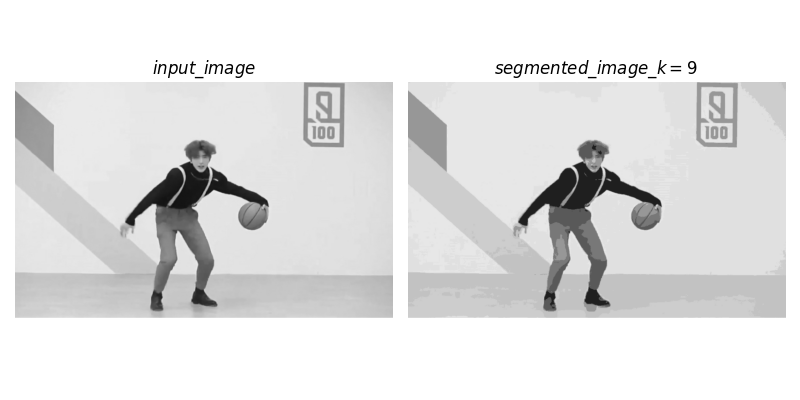 input_image
segmented_image_k = 9
100
100